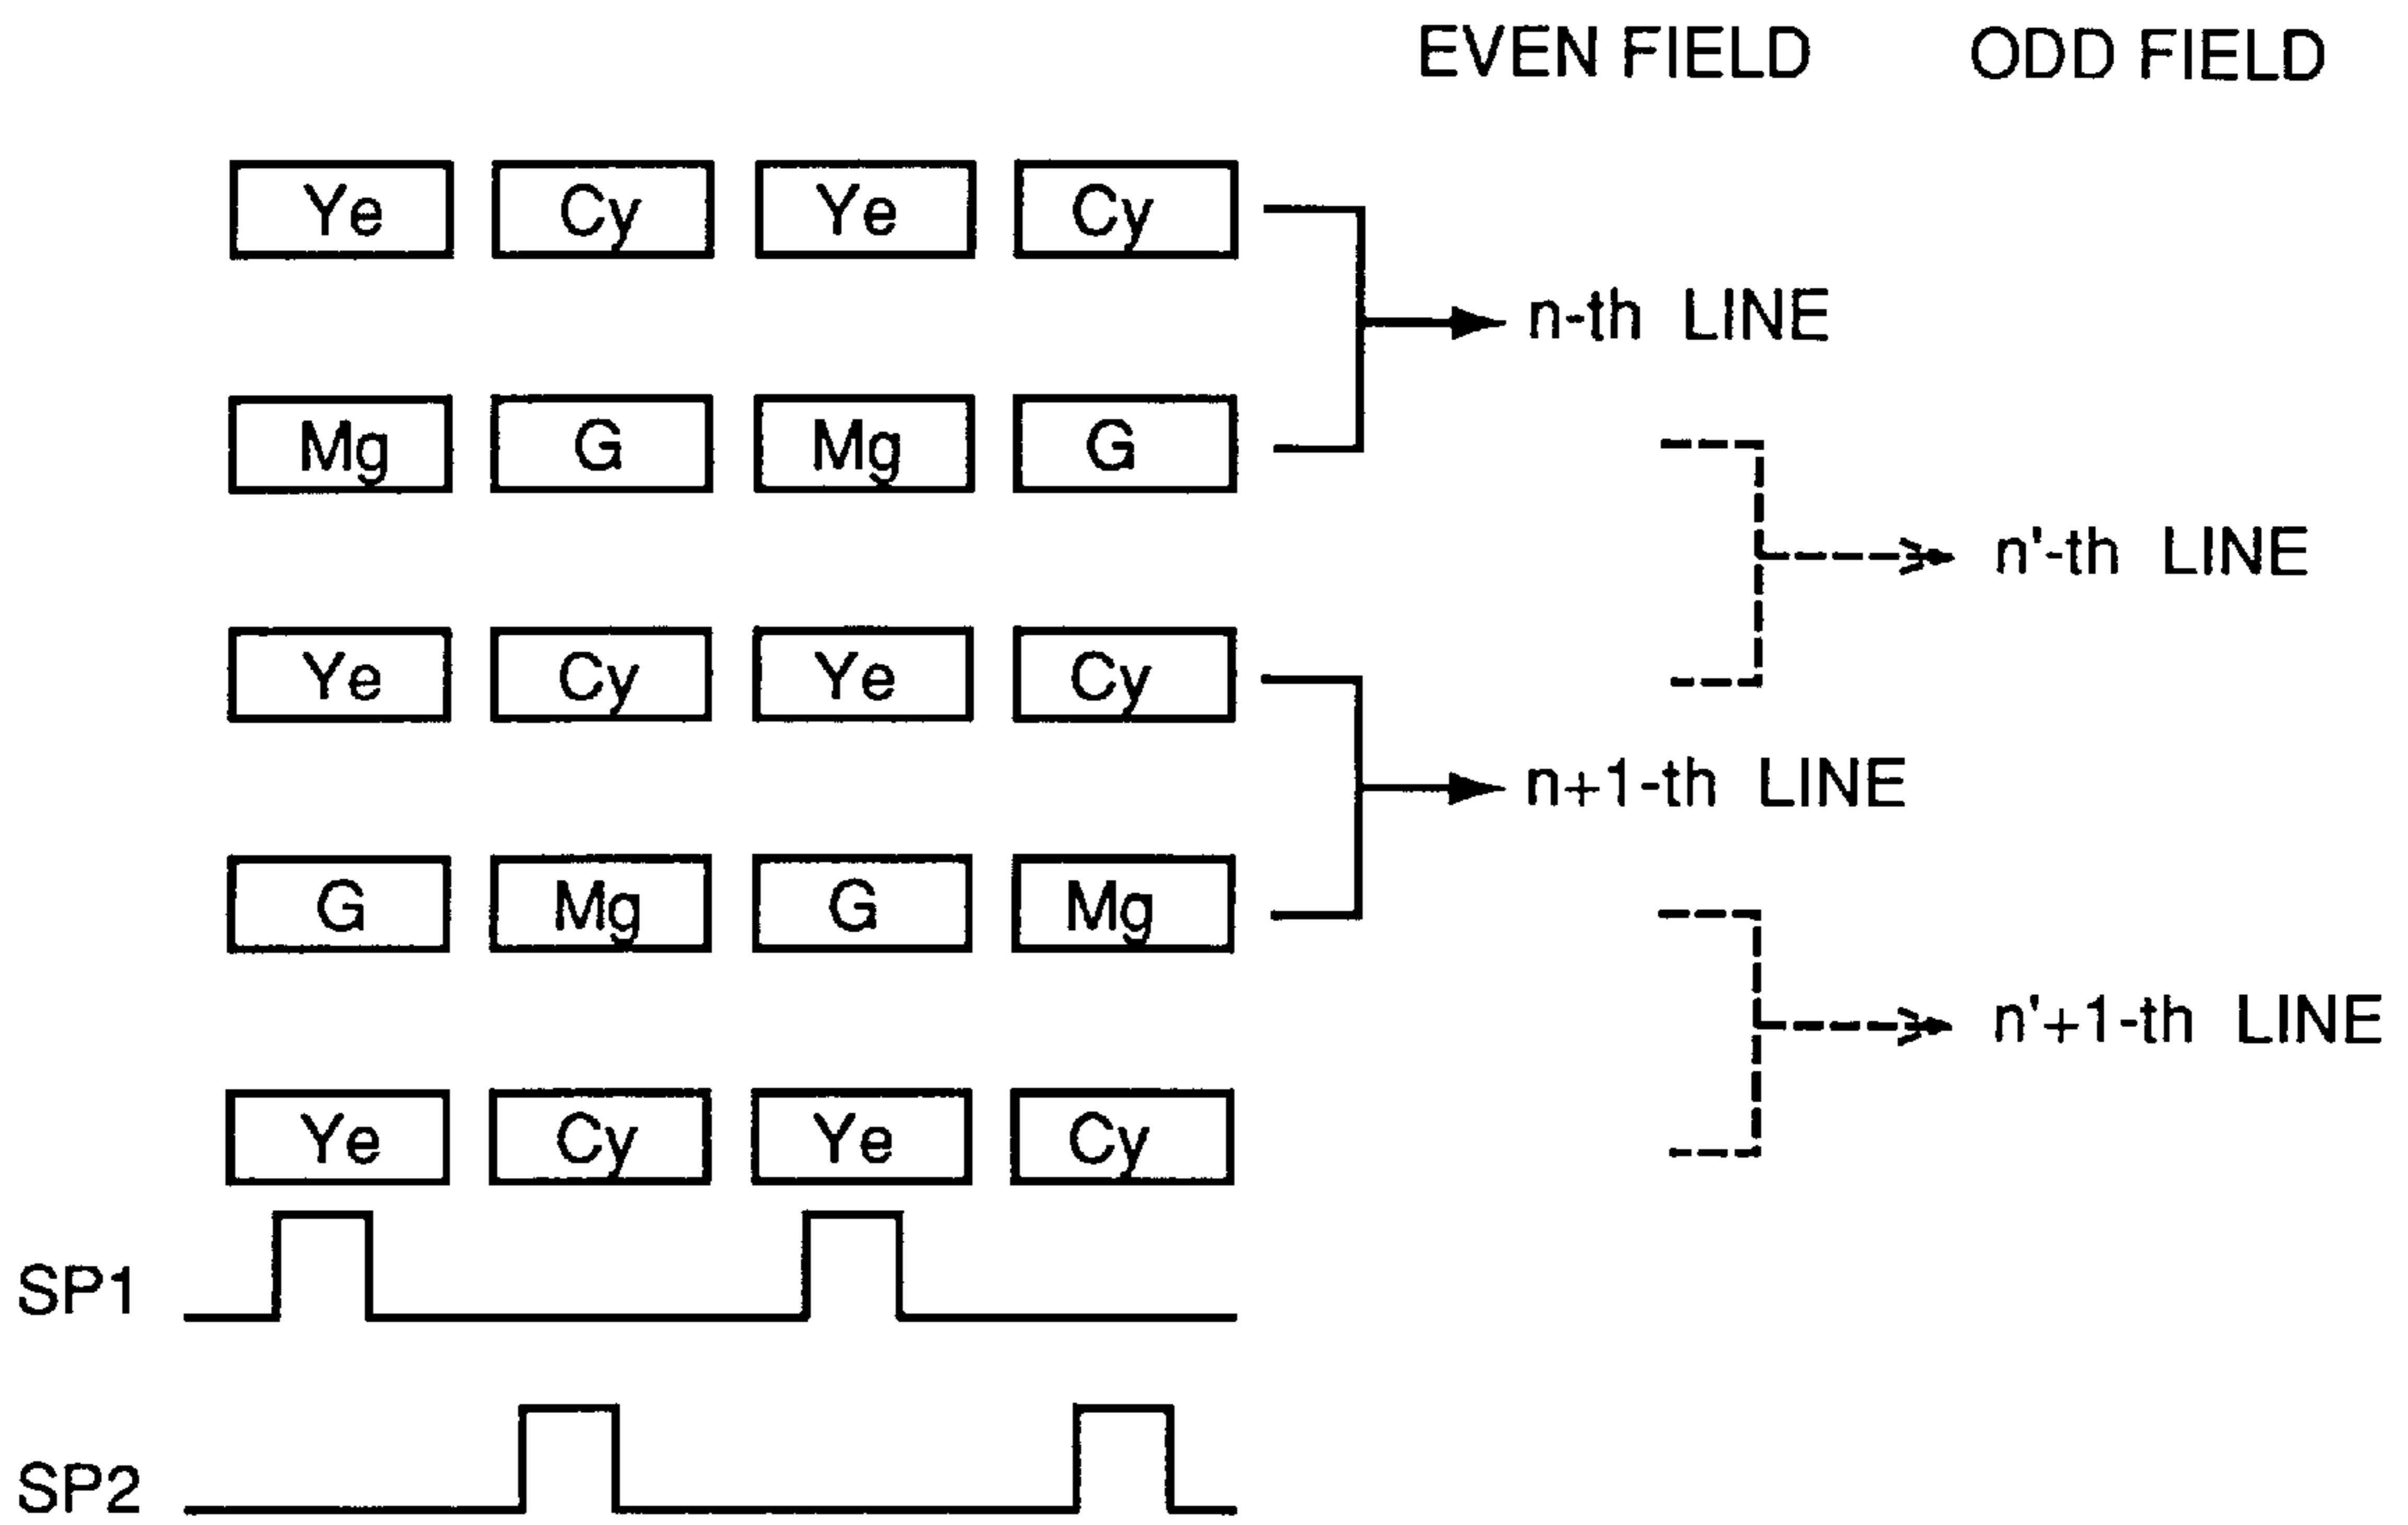 EVEN FIELD ODD FIELD
Ye Cy Ye Cy
n-th LINE
Mg G Mg G
n'-th LINE
Ye Cy Ye Cy
n+1-th LINE
G Mg G Mg
n'+1-th LINE
Ye Cy Ye Cy
SP1
SP2